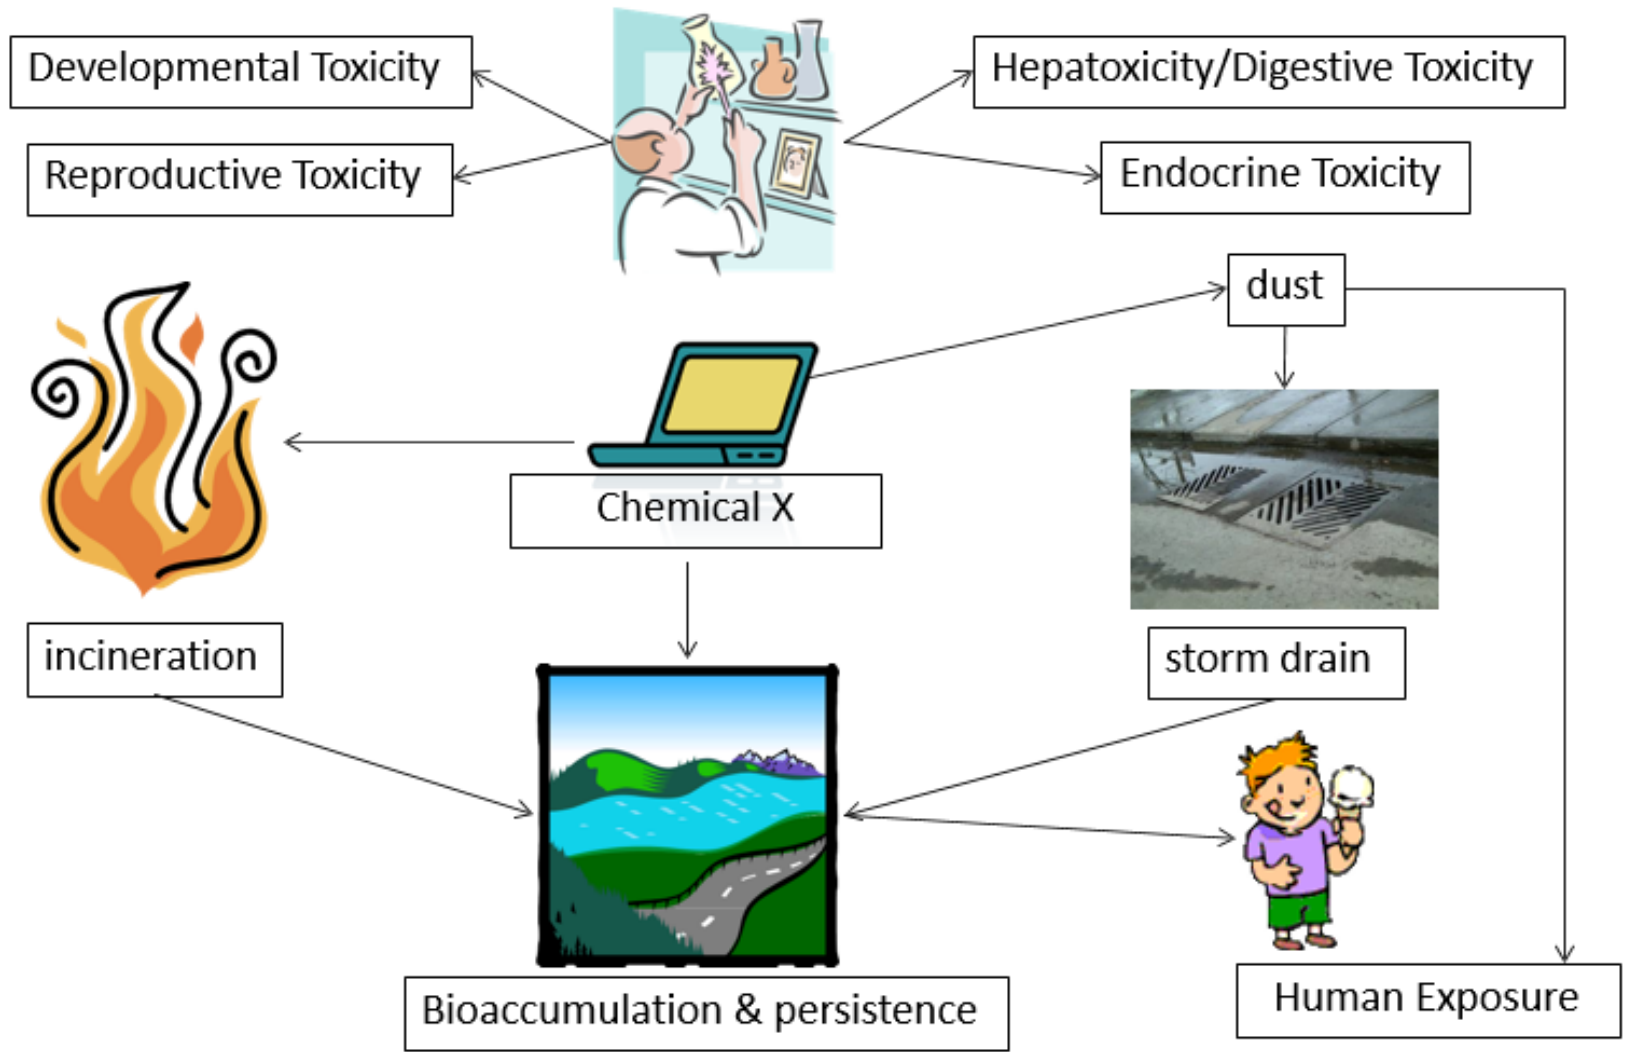 Developmental Toxicity
Hepatoxicity/Digestive Toxicity
Reproductive Toxicity
Endocrine Toxicity
dust
Chemical X
incineration
storm drain
Bioaccumulation & persistence
Human Exposure